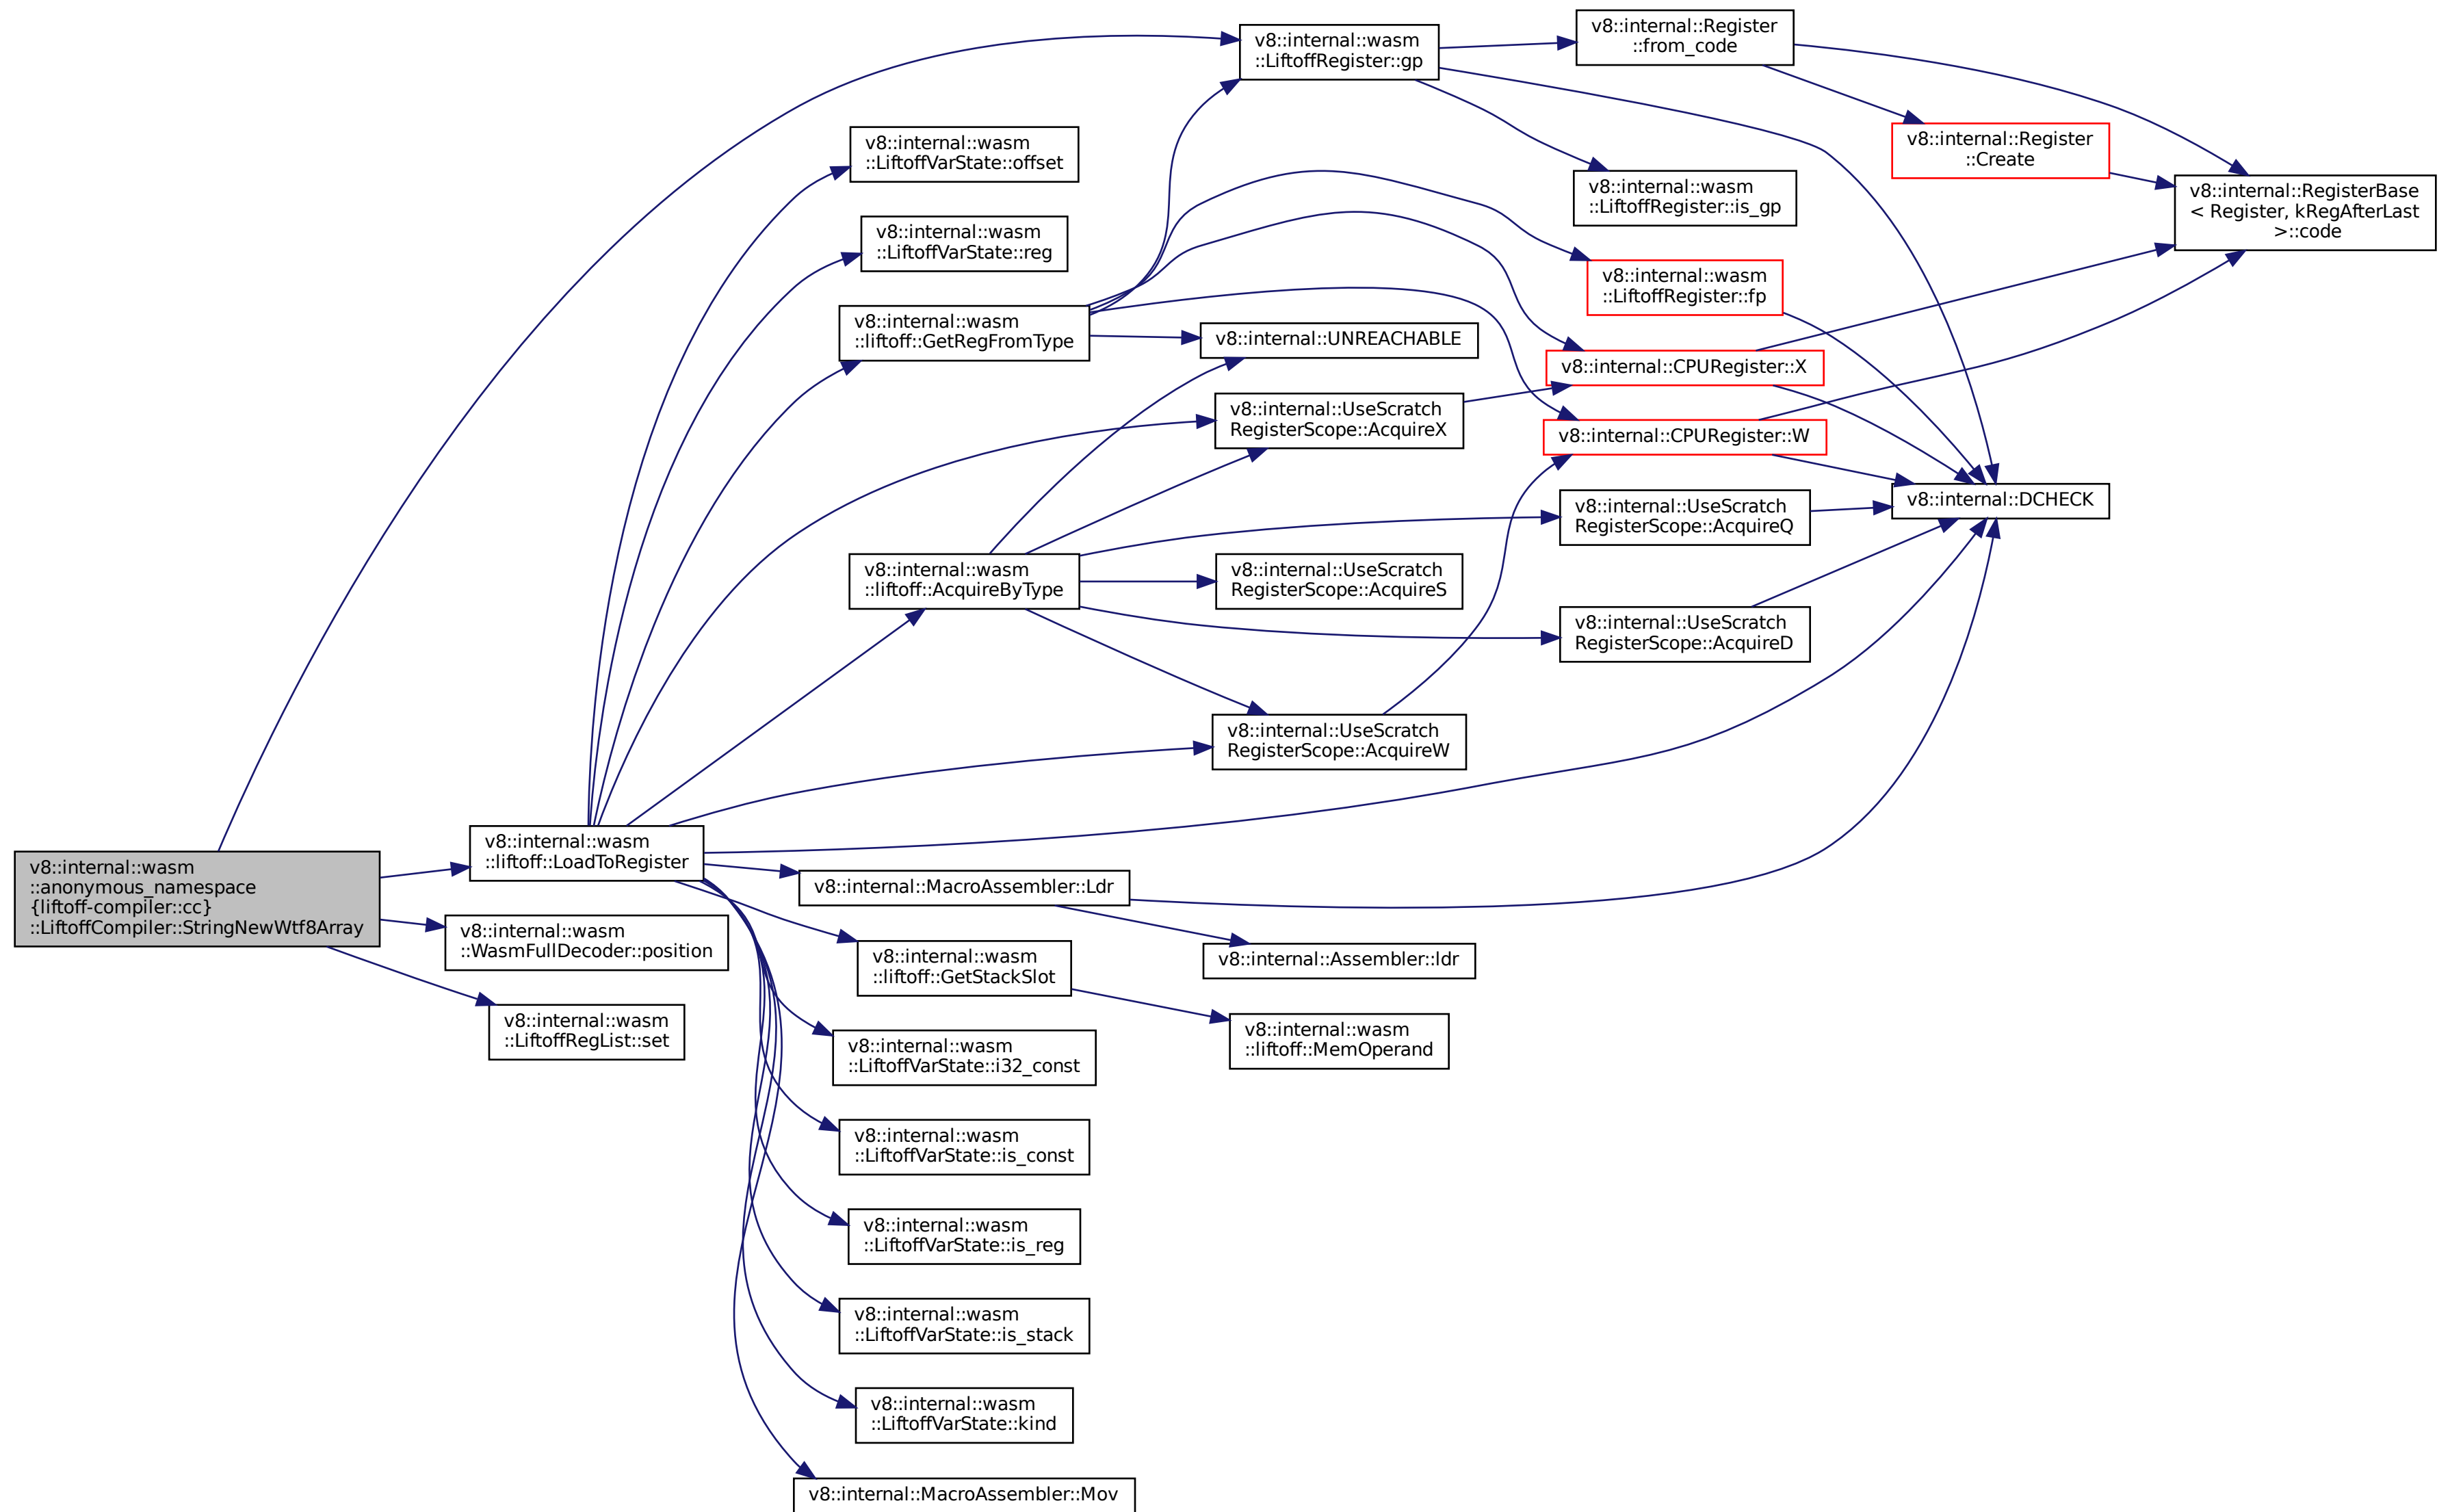 v8::internal::Register
::from_code
v8::internal::wasm
::LiftoffRegister::gp
v8::internal::wasm
::LiftoffVarState::offset
v8::internal::Register
::Create
v8::internal::wasm
::LiftoffRegister::is_gp
v8::internal::RegisterBase
< Register, kRegAfterLast
>::code
v8::internal::wasm
::LiftoffVarState::reg
v8::internal::wasm
::LiftoffRegister::fp
v8::internal::wasm
::liftoff::GetRegFromType
v8::internal::UNREACHABLE
v8::internal::CPURegister::X
v8::internal::UseScratch
RegisterScope::AcquireX
v8::internal::CPURegister::W
v8::internal::DCHECK
v8::internal::UseScratch
RegisterScope::AcquireQ
v8::internal::wasm
::liftoff::AcquireByType
v8::internal::UseScratch
RegisterScope::AcquireS
v8::internal::UseScratch
RegisterScope::AcquireD
v8::internal::UseScratch
RegisterScope::AcquireW
v8::internal::wasm
::liftoff::LoadToRegister
v8::internal::wasm
::anonymous_namespace
{liftoff-compiler::cc}
::LiftoffCompiler::StringNewWtf8Array
v8::internal::MacroAssembler::Ldr
v8::internal::wasm
::WasmFullDecoder::position
v8::internal::wasm
::liftoff::GetStackSlot
v8::internal::Assembler::ldr
v8::internal::wasm
::LiftoffRegList::set
v8::internal::wasm
::liftoff::MemOperand
v8::internal::wasm
::LiftoffVarState::i32_const
v8::internal::wasm
::LiftoffVarState::is_const
v8::internal::wasm
::LiftoffVarState::is_reg
v8::internal::wasm
::LiftoffVarState::is_stack
v8::internal::wasm
::LiftoffVarState::kind
v8::internal::MacroAssembler::Mov